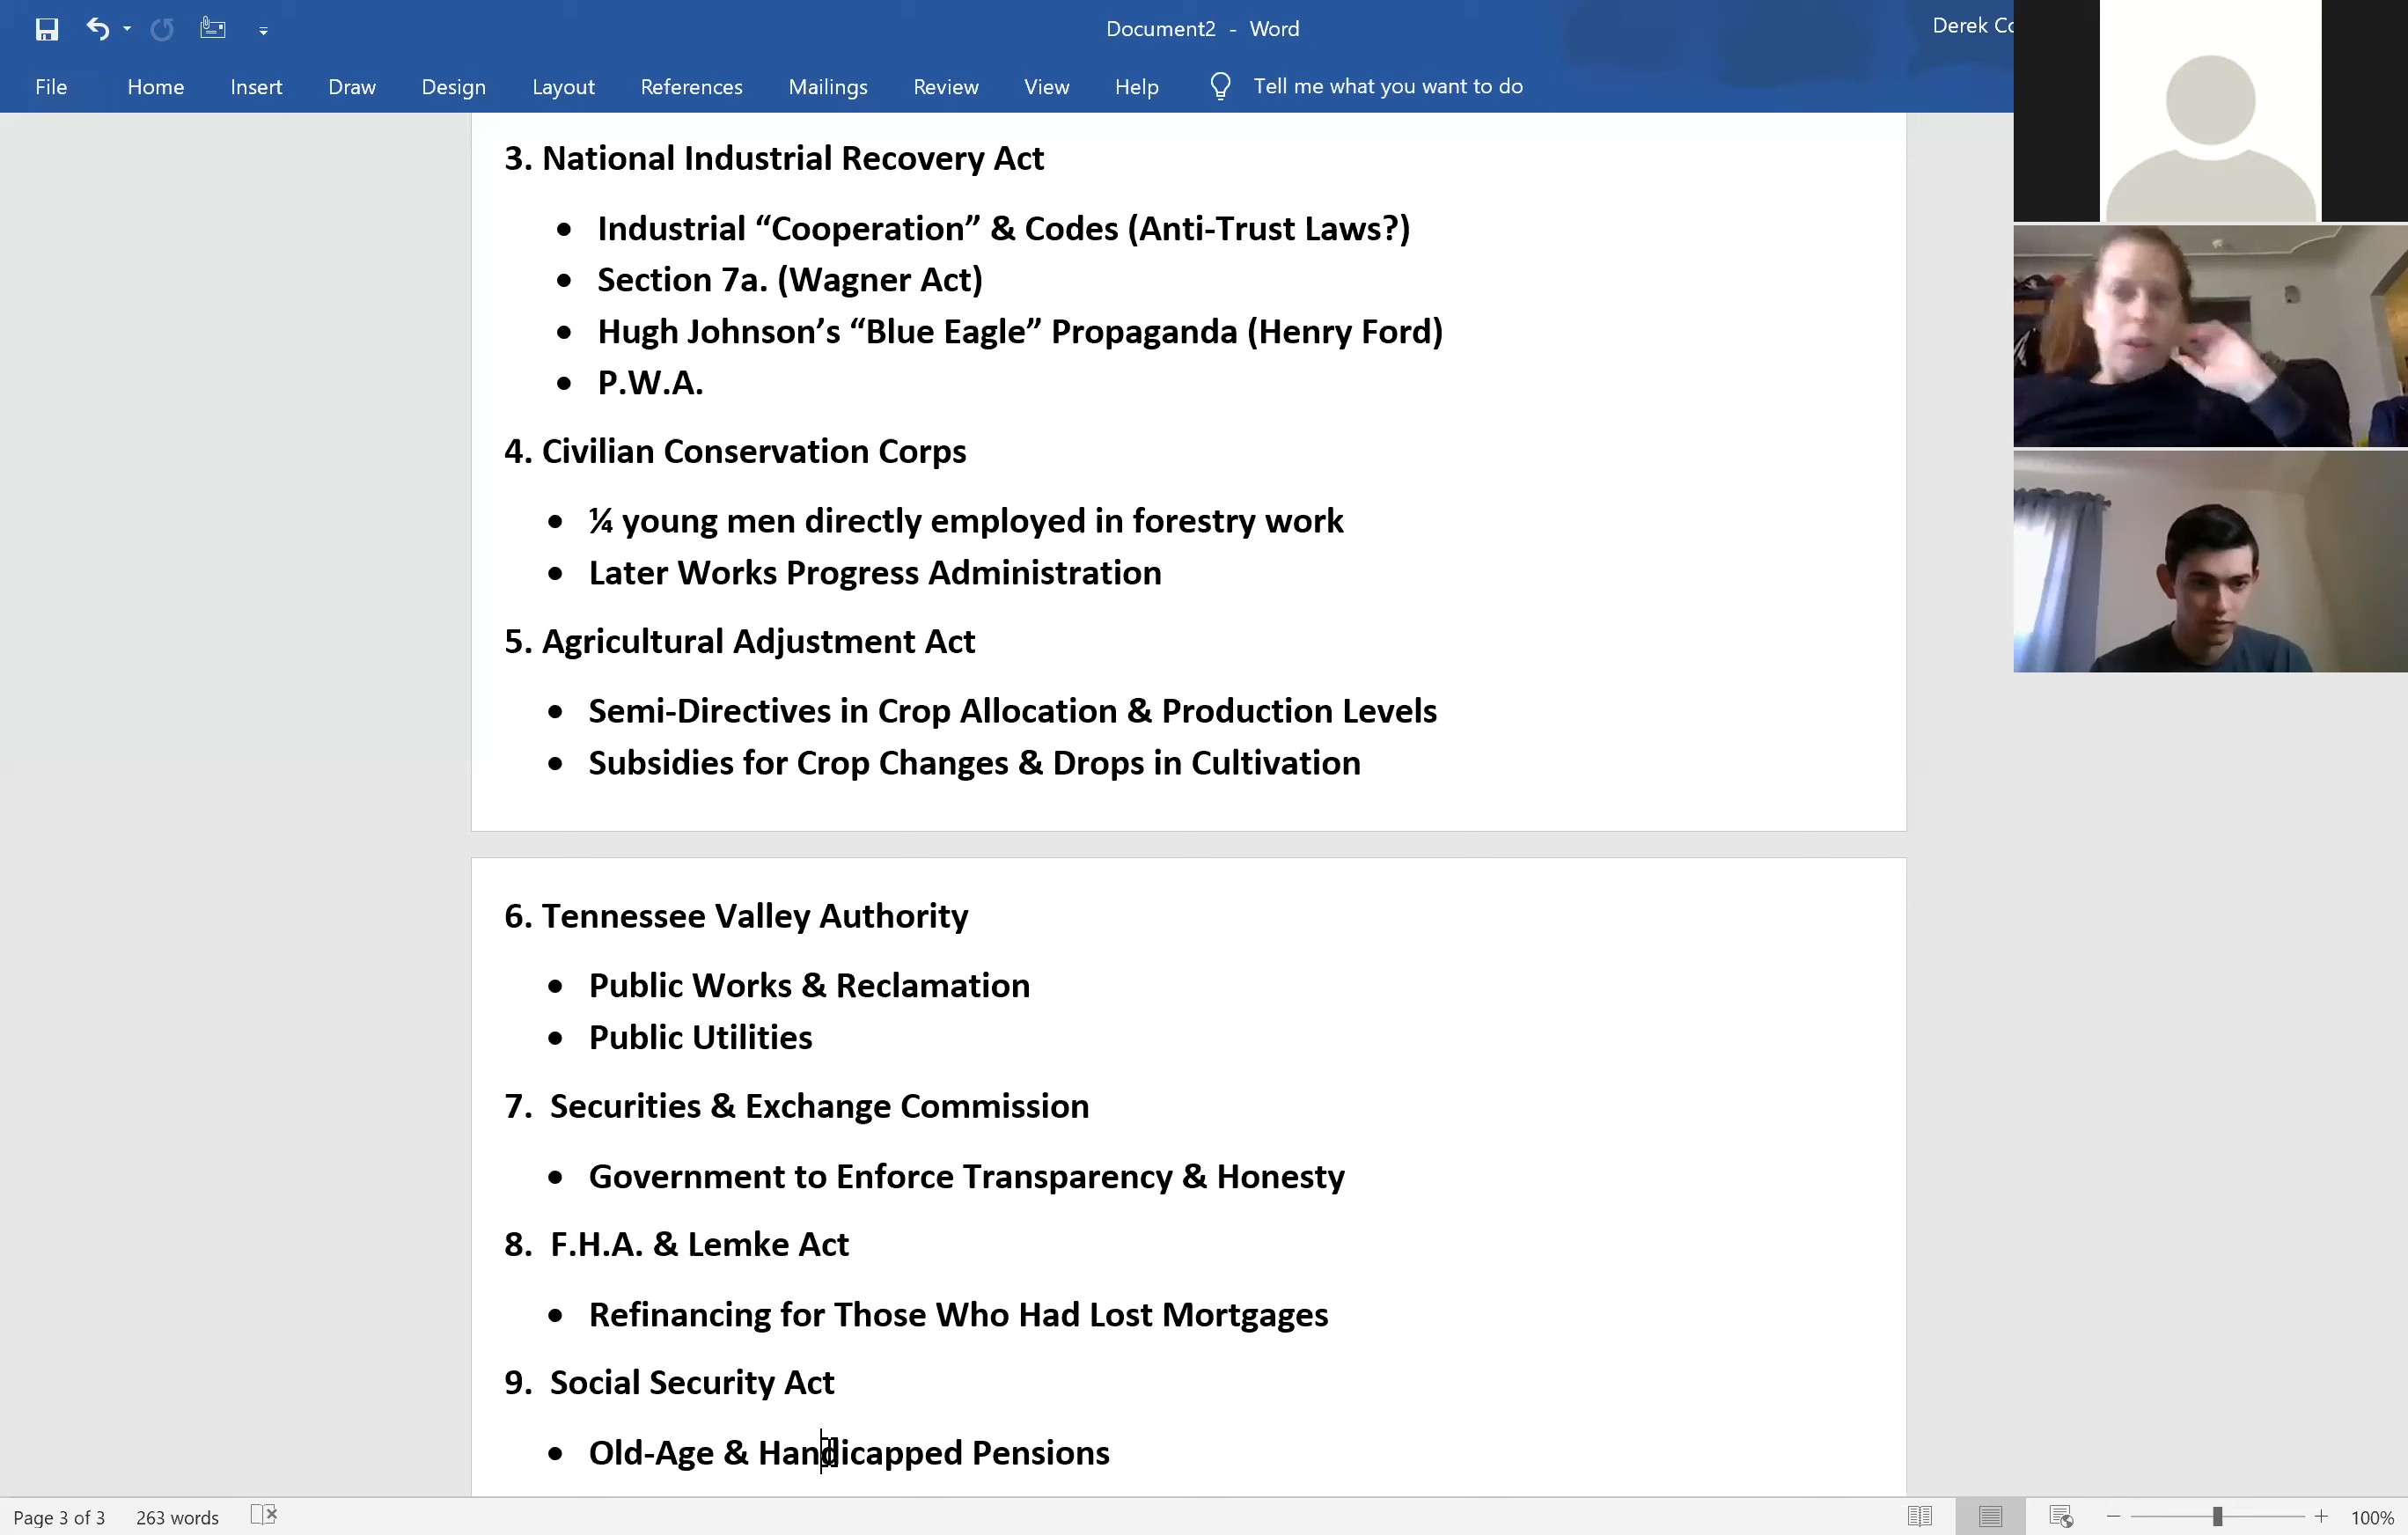 Document2 - Word
Derek Co
File Home Insert Draw Design Layout References Mailings Review View Help Tell me what you want to do
3. National Industrial Recovery Act
• Industrial “Cooperation” & Codes (Anti-Trust Laws?)
• Section 7a. (Wagner Act)
• Hugh Johnson’s “Blue Eagle” Propaganda (Henry Ford)
• P.W.A.
4. Civilian Conservation Corps
• ¼ young men directly employed in forestry work
• Later Works Progress Administration
5. Agricultural Adjustment Act
• Semi-Directives in Crop Allocation & Production Levels
• Subsidies for Crop Changes & Drops in Cultivation
6. Tennessee Valley Authority
• Public Works & Reclamation
• Public Utilities
7. Securities & Exchange Commission
• Government to Enforce Transparency & Honesty
8. F.H.A. & Lemke Act
• Refinancing for Those Who Had Lost Mortgages
9. Social Security Act
• Old-Age & Handicapped Pensions
Page 3 of 3 263 words 100%